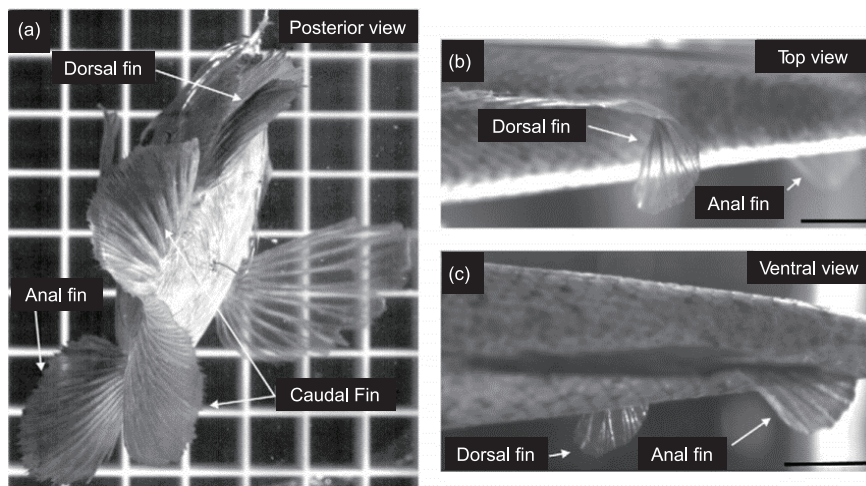 (a)
Posterior view
Dorsal fin
Anal fin
Caudal Fin
(b)
Top view
Dorsal fin
Anal fin
(c)
Ventral view
Dorsal fin
Anal fin